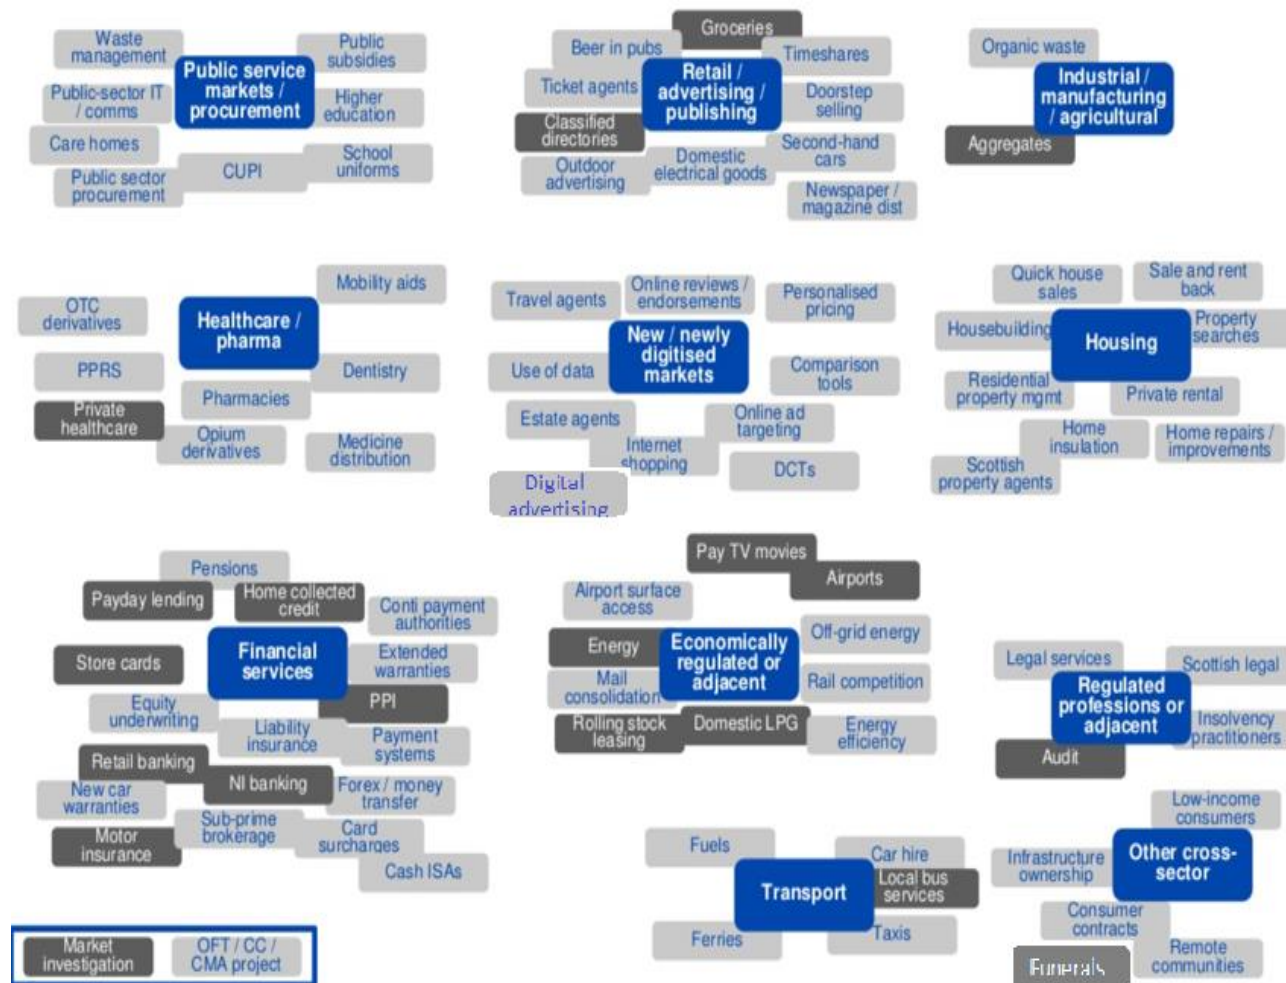 Waste
management
Public
subsidies
Public service
markets /
procurement
Public-sector IT
/ comms
Higher
education
Care homes
CUPI
School
uniforms
Public sector
procurement
Groceries
Beer in pubs
Timeshares
Retail /
advertising /
publishing
Ticket agents
Doorstep
selling
Classified
directories
Second-hand
cars
Outdoor
advertising
Domestic
electrical goods
Newspaper /
magazine dist
Organic waste
Industrial /
manufacturing
/ agricultural
Aggregates
Mobility aids
OTC
derivatives
Healthcare /
pharma
PPRS
Dentistry
Pharmacies
Private
healthcare
Opium
derivatives
Medicine
distribution
Travel agents
Online reviews /
endorsements
Personalised
pricing
New / newly
digitised
markets
Use of data
Comparison
tools
Estate agents
Online ad
targeting
Internet
shopping
DCTs
Digital
advertising
Quick house
sales
Sale and rent
back
Housebuilding
Housing
Property
searches
Residential
property mgmt
Private rental
Home
insulation
Home repairs /
improvements
Scottish
property agents
Pensions
Payday lending
Home collected
credit
Conti payment
authorities
Financial
services
Extended
warranties
Store cards
PPI
Equity
underwriting
Liability
insurance
Payment
systems
Retail banking
NI banking
Forex / money
transfer
New car
warranties
Sub-prime
brokerage
Card
surcharges
Motor
insurance
Cash ISAs
Pay TV movies
Airports
Airport surface
access
Off-grid energy
Energy
Economically
regulated or
adjacent
Mail
consolidation
Rail competition
Rolling stock
leasing
Domestic LPG
Energy
efficiency
Legal services
Scottish legal
Regulated
professions or
adjacent
Insolvency
practitioners
Audit
Fuels
Car hire
Transport
Local bus
services
Ferries
Taxis
Low-income
consumers
Infrastructure
ownership
Other cross-
sector
Consumer
contracts
Remote
communities
Funerals
Market
investigation
OFT / CC /
CMA project